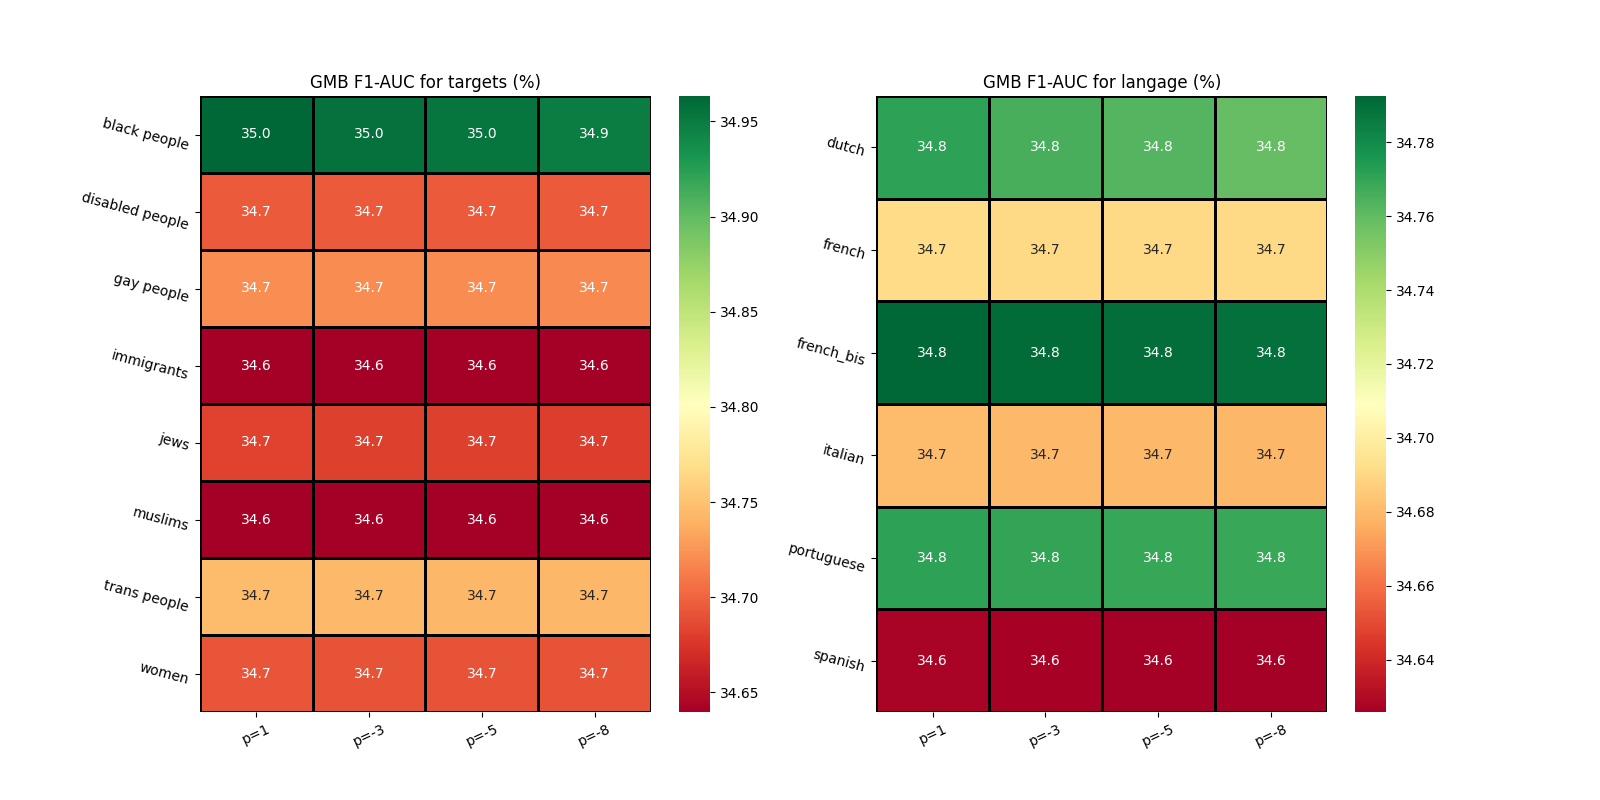 GMB F1-AUC for targets (%)
black people 35.0 35.0 35.0 34.9
disabled people 34.7 34.7 34.7 34.7
gay people 34.7 34.7 34.7 34.7
immigrants 34.6 34.6 34.6 34.6
jews 34.7 34.7 34.7 34.7
muslims 34.6 34.6 34.6 34.6
trans people 34.7 34.7 34.7 34.7
women 34.7 34.7 34.7 34.7
p=1 p=-3 p=-5 p=-8
34.95
34.90
34.85
34.80
34.75
34.70
34.65
GMB F1-AUC for langage (%)
dutch 34.8 34.8 34.8 34.8
french 34.7 34.7 34.7 34.7
french_bis 34.8 34.8 34.8 34.8
italian 34.7 34.7 34.7 34.7
portuguese 34.8 34.8 34.8 34.8
spanish 34.6 34.6 34.6 34.6
p=1 p=-3 p=-5 p=-8
34.78
34.76
34.74
34.72
34.70
34.68
34.66
34.64